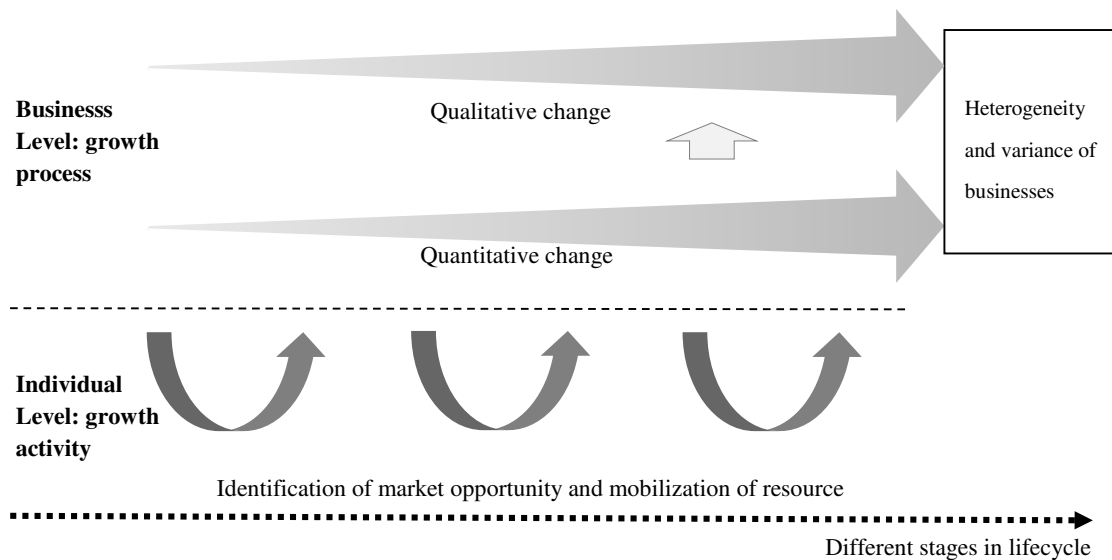 Qualitative change
Businesss
Level: growth
process
Heterogeneity
and variance of
businesses
Quantitative change
Individual
Level: growth
activity
Identification of market opportunity and mobilization of resource
Different stages in lifecycle